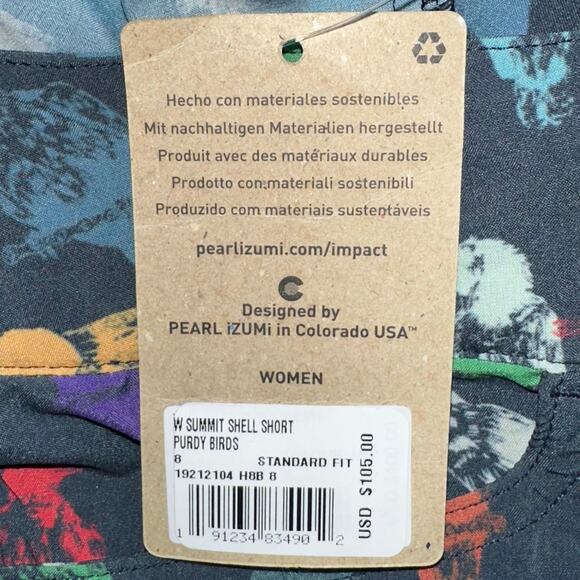 Hecho con materiales sostenibles
Mit nachhaltigen Materialien hergestellt
Produit avec des matériaux durables
Prodotto con materiali sostenibili
Produzido com materiais sustentáveis
pearlizumi.com/impact
Designed by
PEARL iZUMi in Colorado USA™
WOMEN
W SUMMIT SHELL SHORT
PURDY BIRDS
8 STANDARD FIT
19212104 H8B 8
1 91234 83490 2
USD $105.00